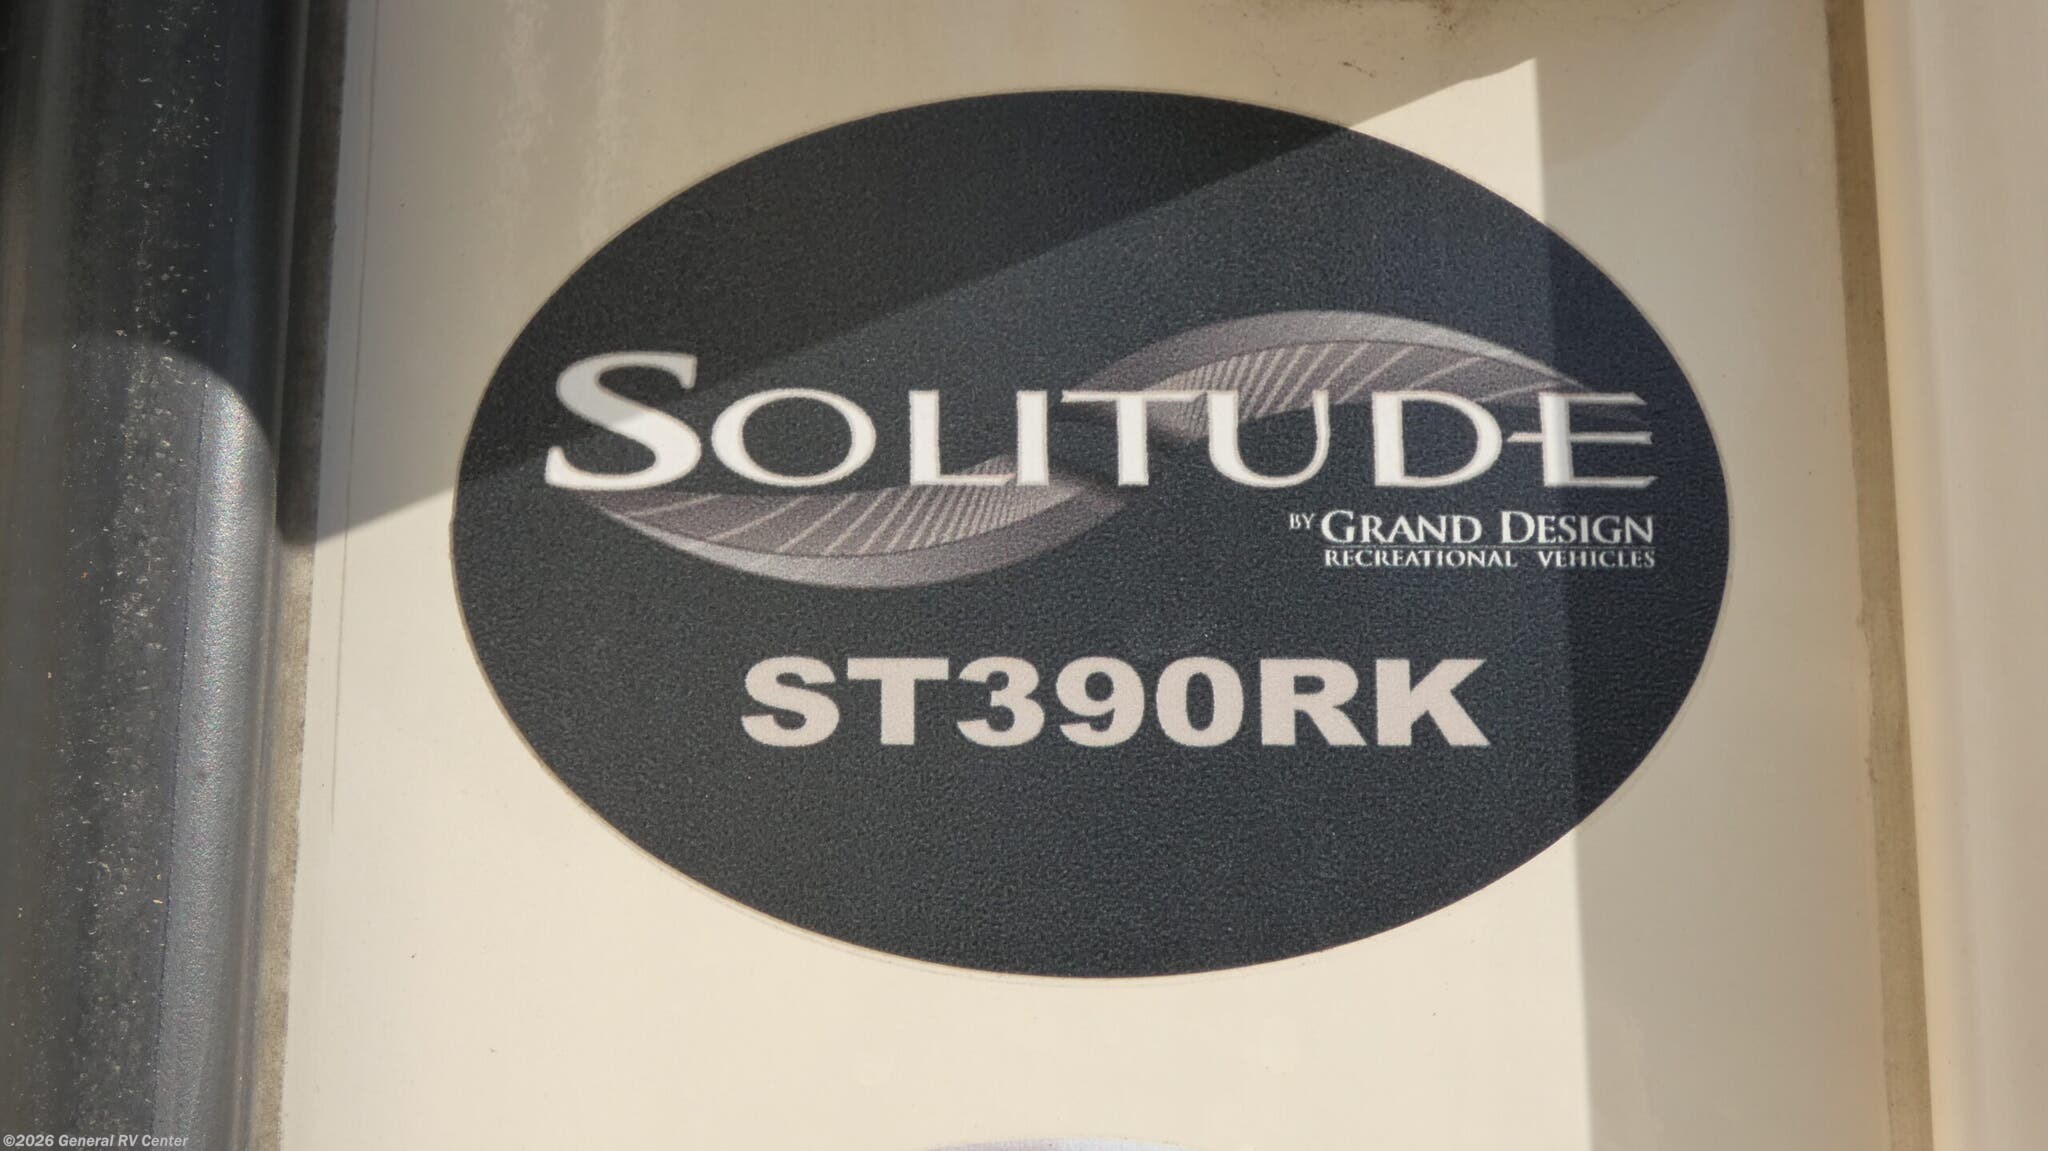 SOLITUDE
BY GRAND DESIGN
RECREATIONAL VEHICLES
ST390RK
©2026 General RV Center